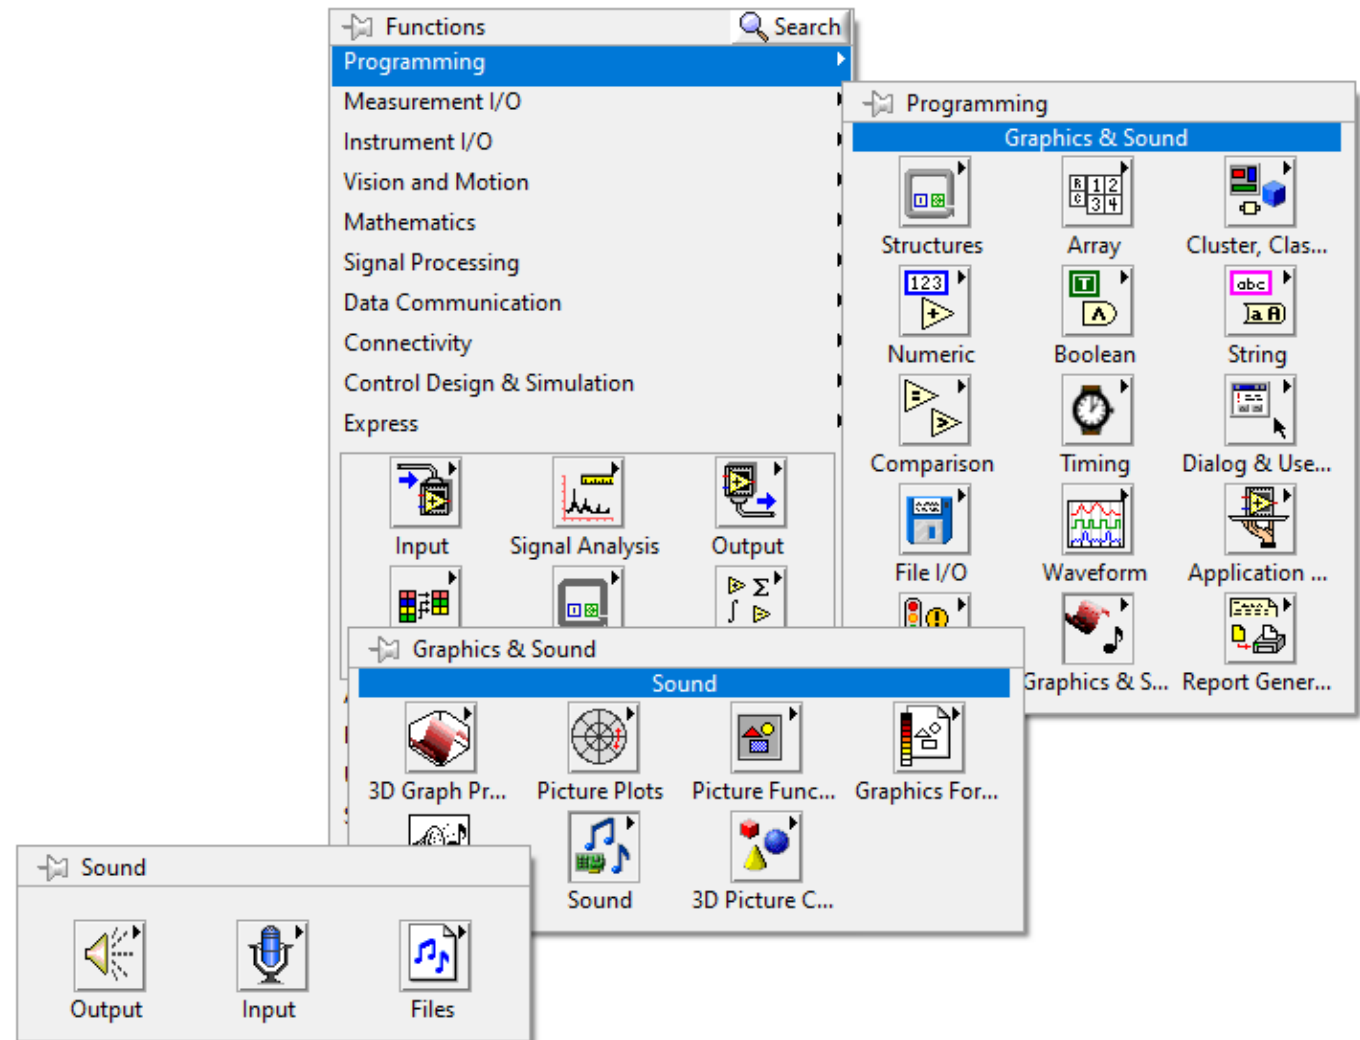 Functions
Search
Programming
Measurement I/O
Instrument I/O
Vision and Motion
Mathematics
Signal Processing
Data Communication
Connectivity
Control Design & Simulation
Express
Input
Signal Analysis
Output
Programming
Graphics & Sound
Structures
Array
Cluster, Clas...
123
abc
Numeric
Boolean
String
Comparison
Timing
Dialog & Use...
File I/O
Waveform
Application ...
Graphics & S...
Report Gener...
Graphics & Sound
Sound
3D Graph Pr...
Picture Plots
Picture Func...
Graphics For...
Sound
3D Picture C...
Sound
Output
Input
Files